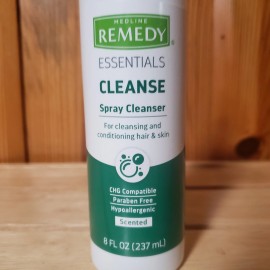 MEDLINE
REMEDY®
ESSENTIALS
CLEANSE
Spray Cleanser
For cleansing and
conditioning hair & skin
CHG Compatible
Paraben Free
Hypoallergenic
Scented
8 FL OZ (237 mL)